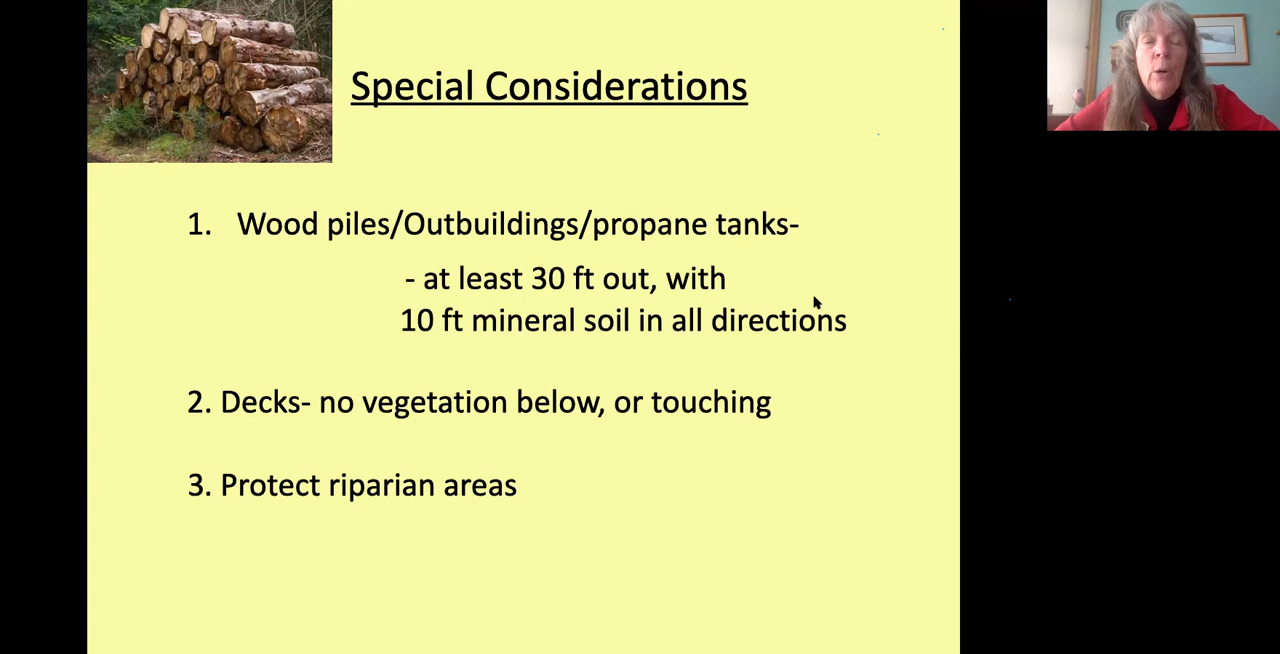 Special Considerations
1. Wood piles/Outbuildings/propane tanks-
- at least 30 ft out, with
10 ft mineral soil in all directions
2. Decks- no vegetation below, or touching
3. Protect riparian areas